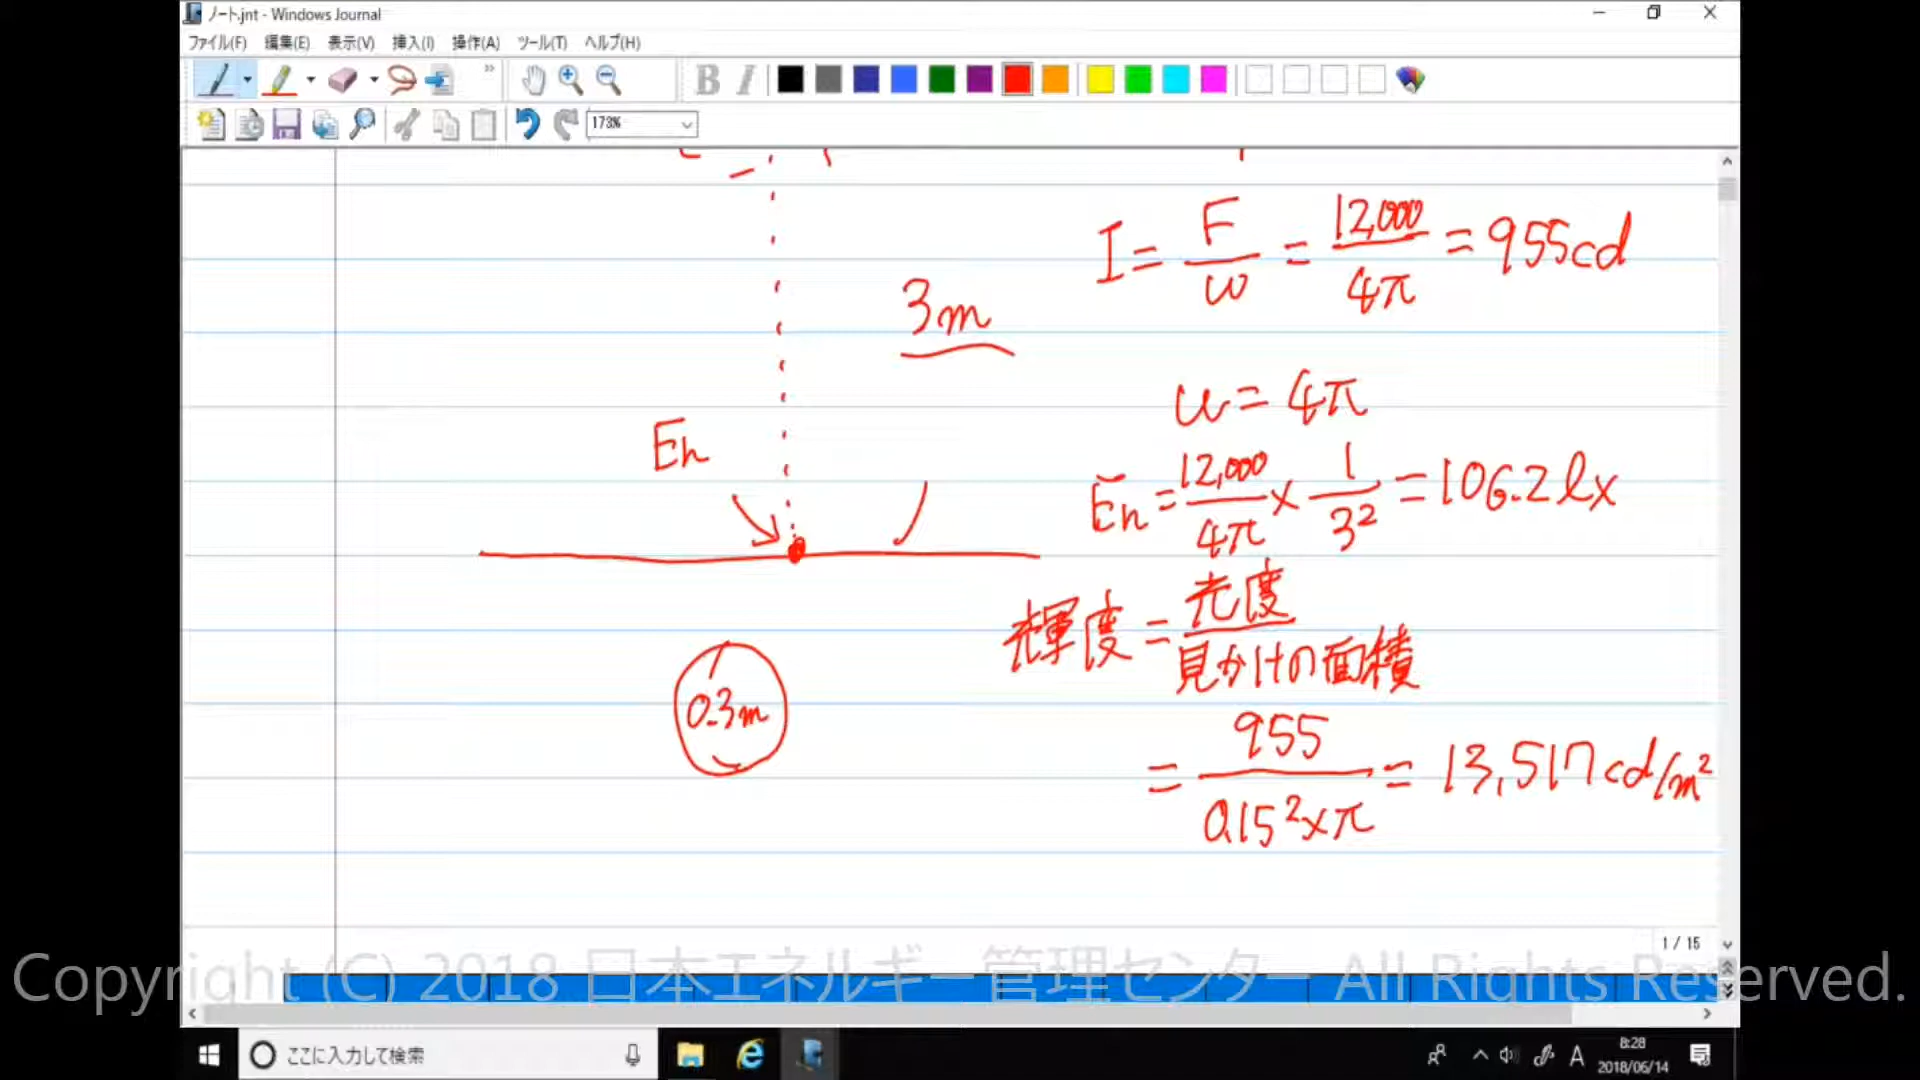 ノート.jnt - Windows Journal
ファイル(F) 編集(E) 表示(V) 挿入(I) 操作(A) ツール(T) ヘルプ(H)
B I
173%
I = F/ω = 12,000/4π = 955cd
3m
ω = 4π
En
En = 12,000/4π × 1/3² = 106.2 lx
輝度 = 光度/見かけの面積
0.3m
= 955/0.15²×π = 13,517cd/m²
1 / 15
Copyright (C) 2018 日本エネルギー管理センター All Rights Reserved.
ここに入力して検索
A
8:28
2018/06/14